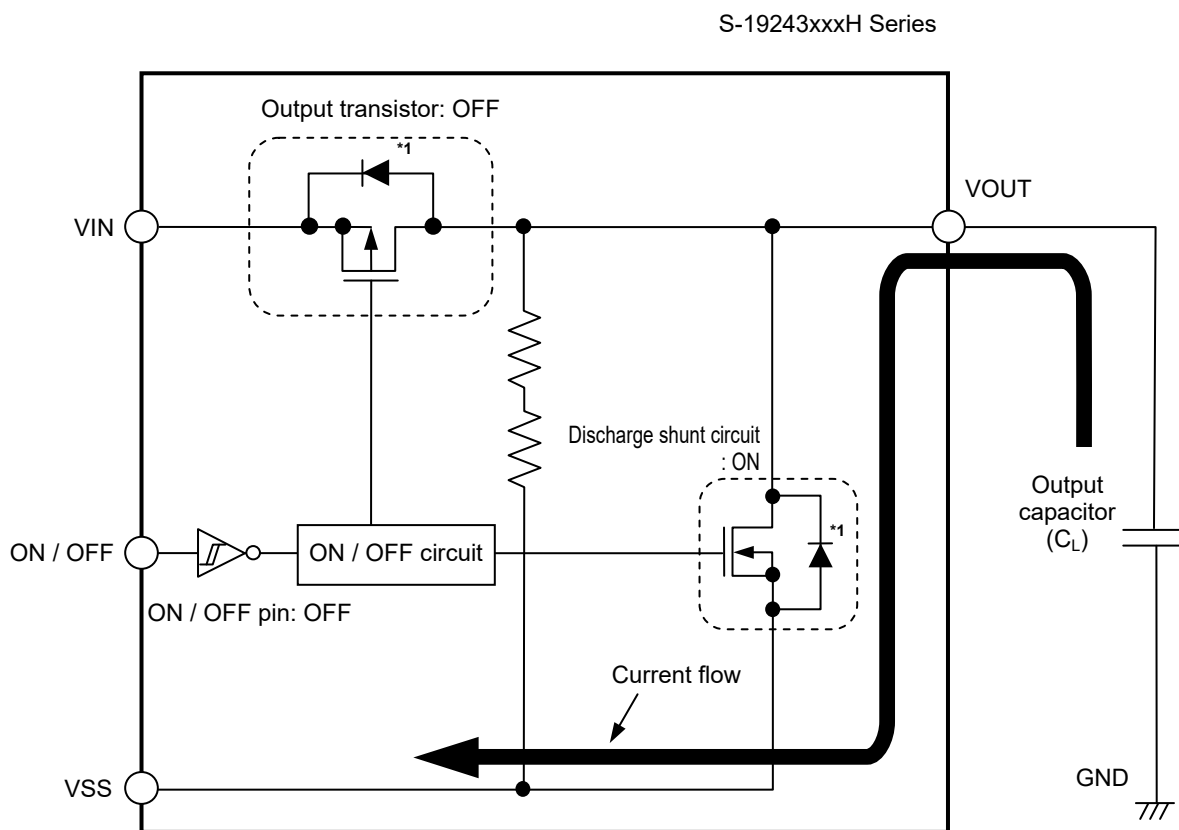 S-19243xxxH Series
Output transistor: OFF
*1
VOUT
VIN
Discharge shunt circuit
: ON
*1
Output
capacitor
(CL)
ON / OFF
ON / OFF circuit
ON / OFF pin: OFF
Current flow
GND
VSS